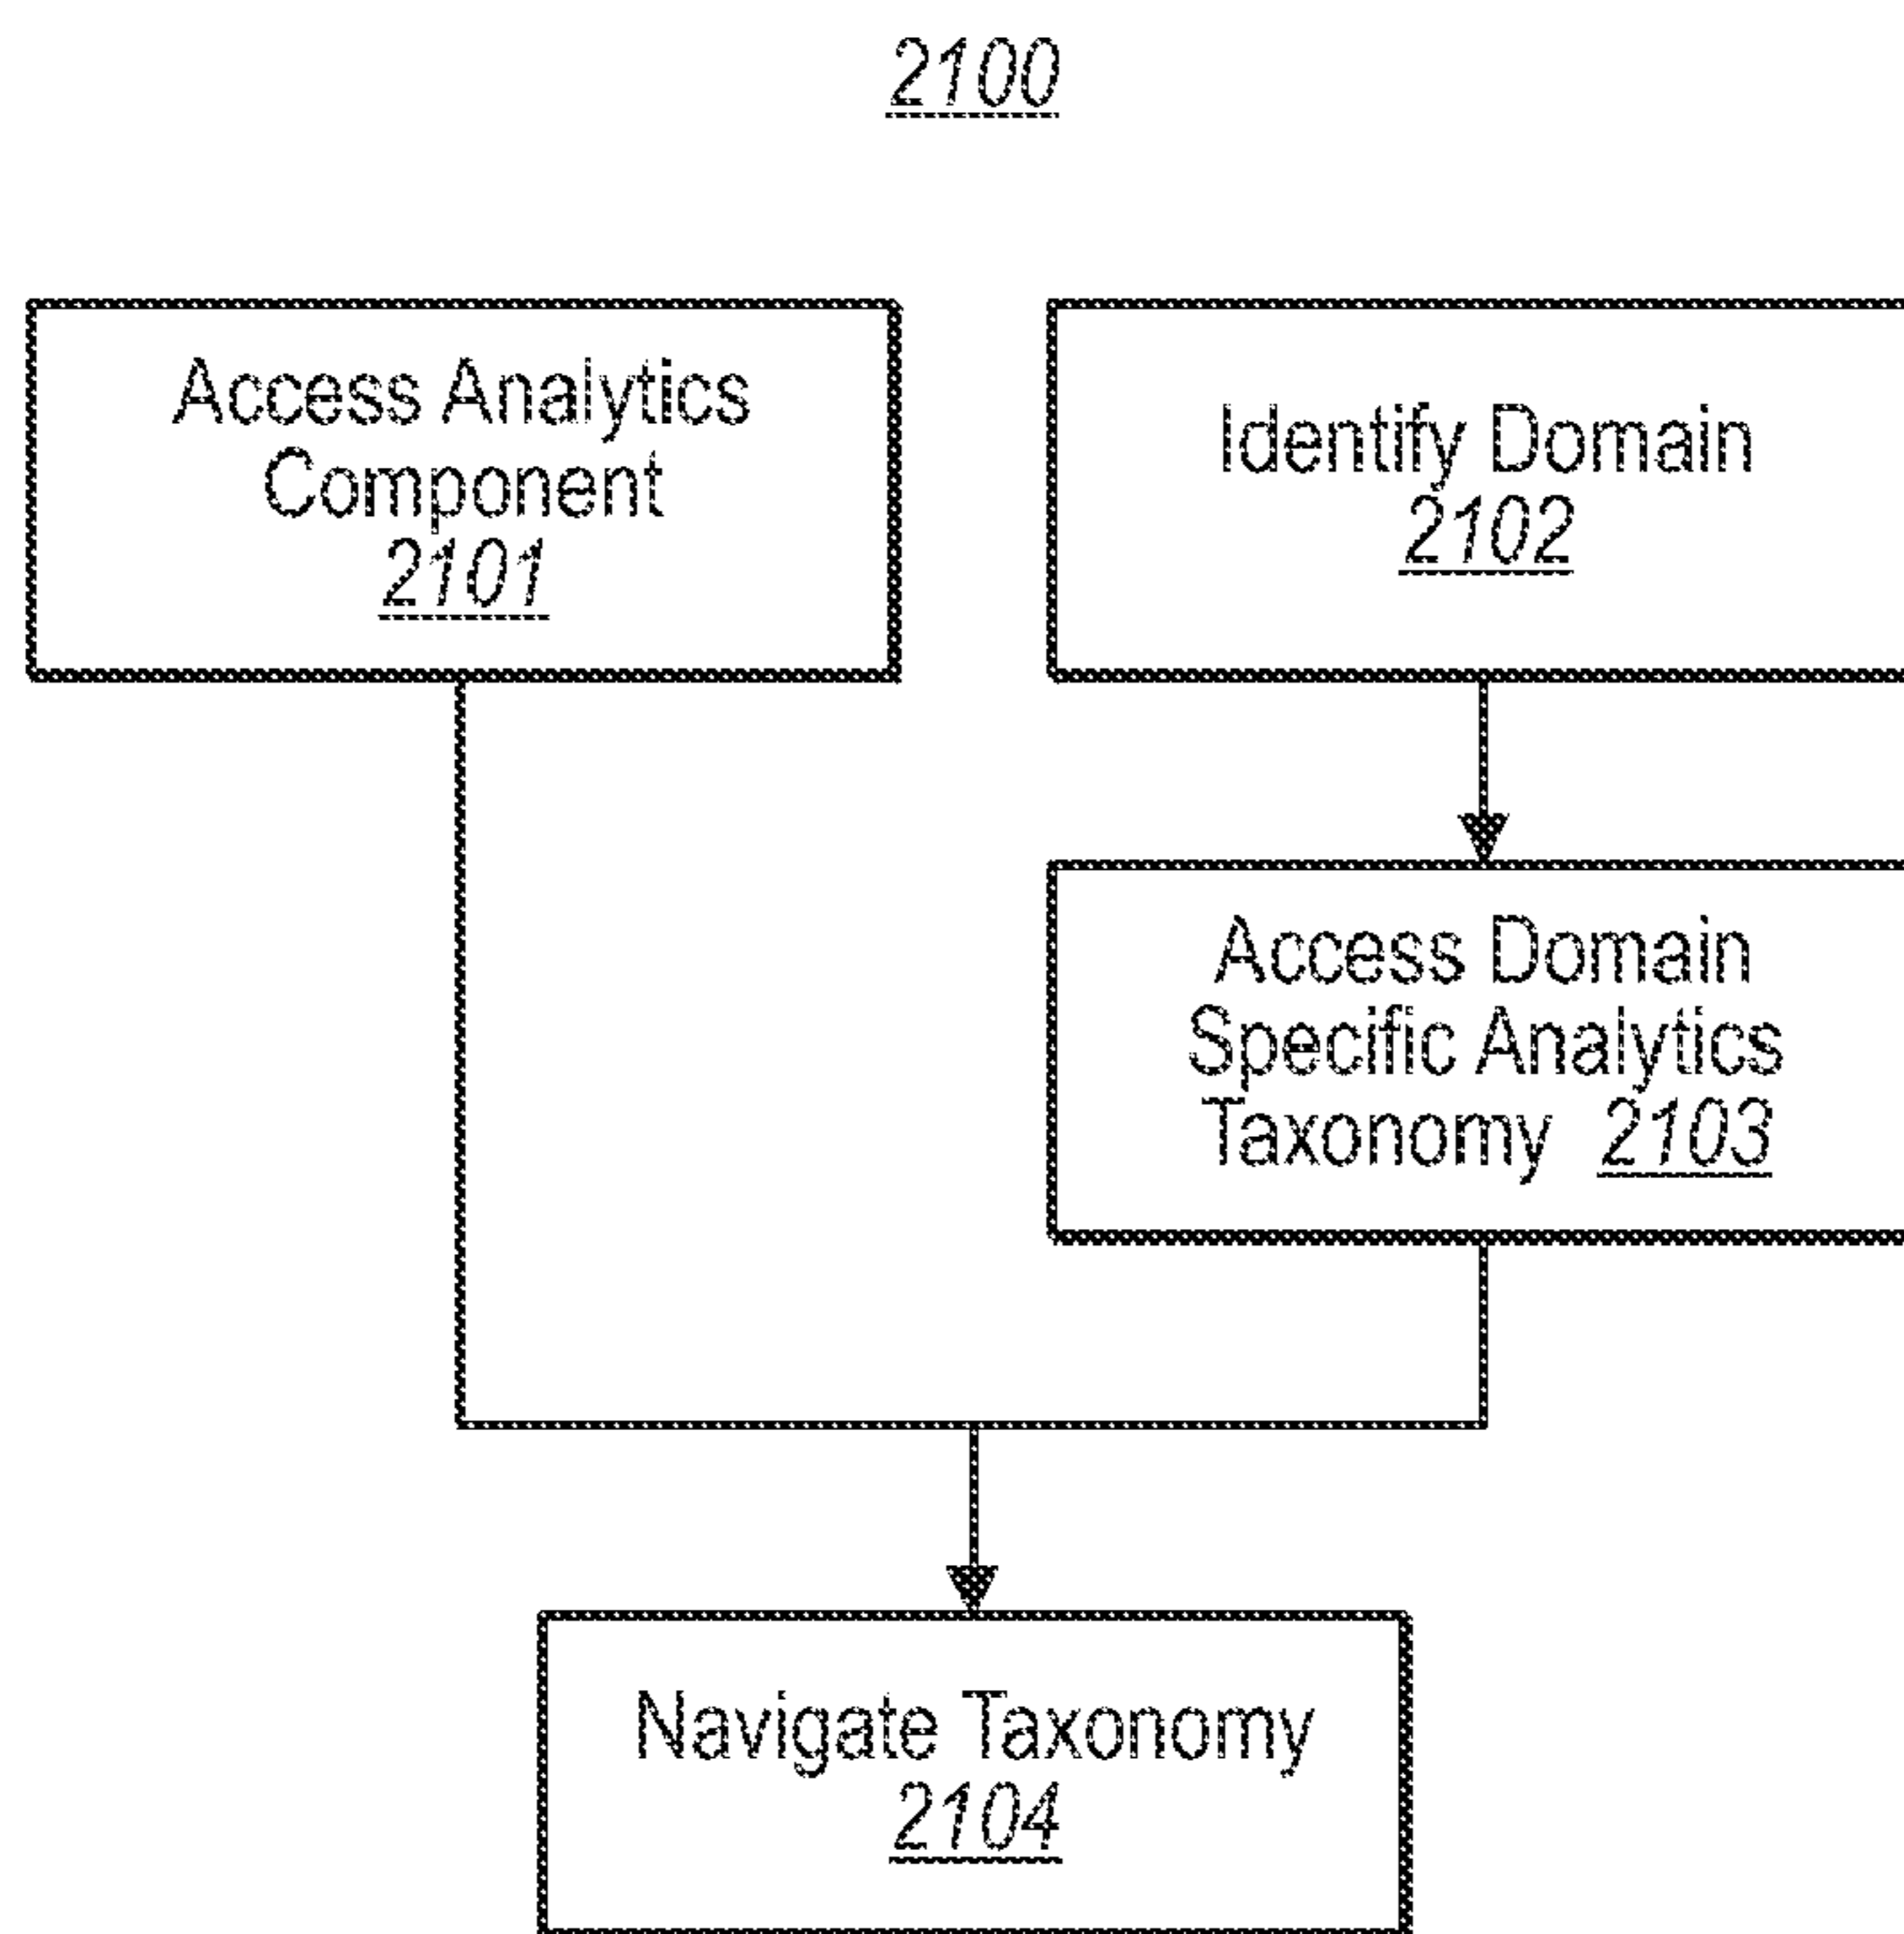 2100
Access Analytics
Component
2101
Identify Domain
2102
Access Domain
Specific Analytics
Taxonomy 2103
Navigate Taxonomy
2104